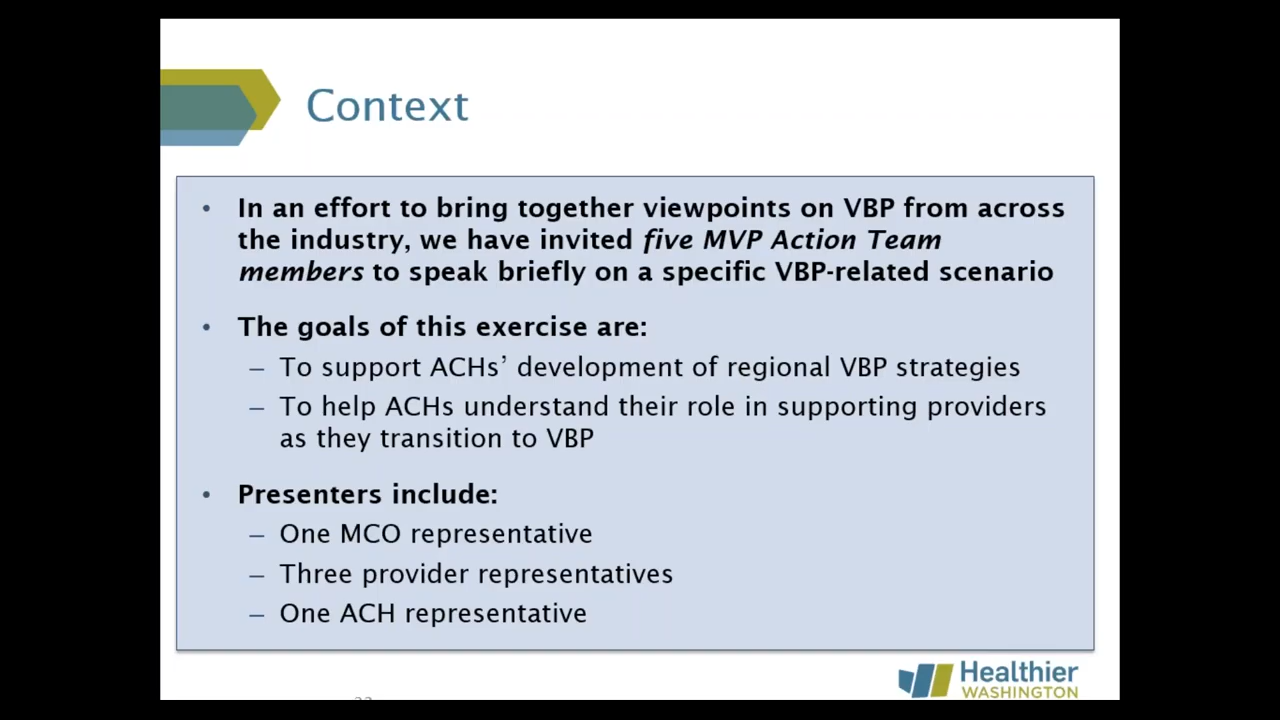 Context
• In an effort to bring together viewpoints on VBP from across
the industry, we have invited five MVP Action Team
members to speak briefly on a specific VBP-related scenario
• The goals of this exercise are:
– To support ACHs’ development of regional VBP strategies
– To help ACHs understand their role in supporting providers
as they transition to VBP
• Presenters include:
– One MCO representative
– Three provider representatives
– One ACH representative
Healthier
WASHINGTON